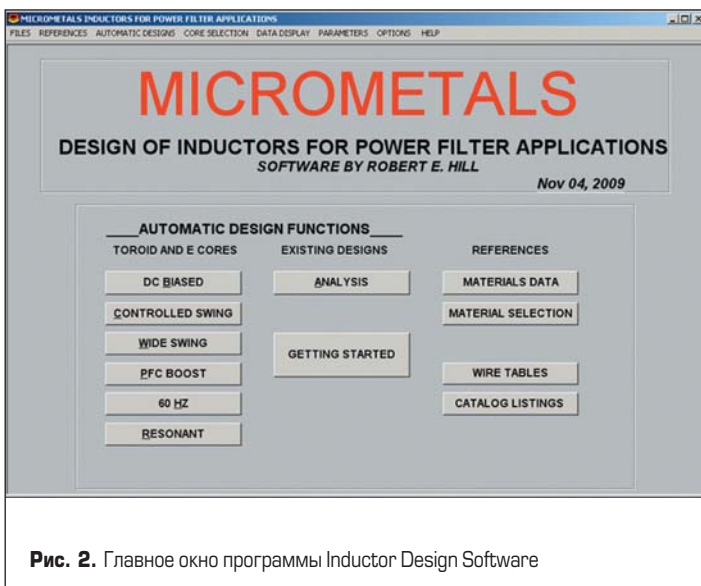 MICROMETALS INDUCTORS FOR POWER FILTER APPLICATIONS
FILES REFERENCES AUTOMATIC DESIGNS CORE SELECTION DATA DISPLAY PARAMETERS OPTIONS HELP
MICROMETALS
DESIGN OF INDUCTORS FOR POWER FILTER APPLICATIONS
SOFTWARE BY ROBERT E. HILL
Nov 04, 2009
____AUTOMATIC DESIGN FUNCTIONS____
TOROID AND E CORES EXISTING DESIGNS REFERENCES
DC BIASED ANALYSIS MATERIALS DATA
CONTROLLED SWING MATERIAL SELECTION
WIDE SWING
GETTING STARTED
PFC BOOST WIRE TABLES
60 HZ CATALOG LISTINGS
RESONANT
Рис. 2. Главное окно программы Inductor Design Software